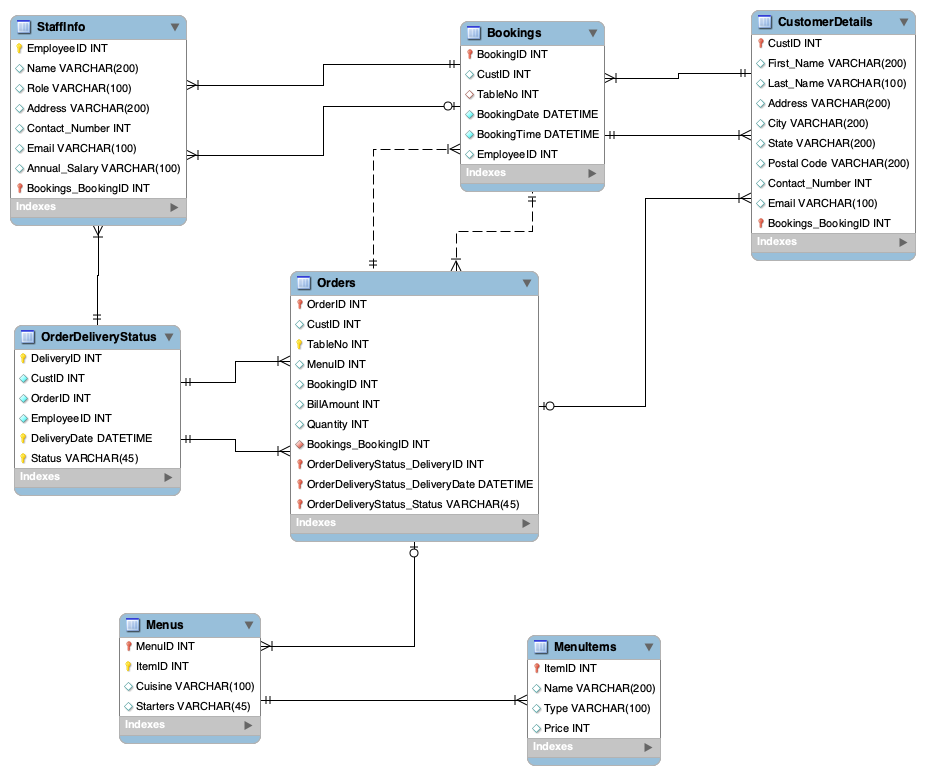 StaffInfo
EmployeeID INT
Name VARCHAR(200)
Role VARCHAR(100)
Address VARCHAR(200)
Contact_Number INT
Email VARCHAR(100)
Annual_Salary VARCHAR(100)
Bookings_BookingID INT
Indexes
Bookings
BookingID INT
CustID INT
TableNo INT
BookingDate DATETIME
BookingTime DATETIME
EmployeeID INT
Indexes
CustomerDetails
CustID INT
First_Name VARCHAR(200)
Last_Name VARCHAR(100)
Address VARCHAR(200)
City VARCHAR(200)
State VARCHAR(200)
Postal Code VARCHAR(200)
Contact_Number INT
Email VARCHAR(100)
Bookings_BookingID INT
Indexes
OrderDeliveryStatus
DeliveryID INT
CustID INT
OrderID INT
EmployeeID INT
DeliveryDate DATETIME
Status VARCHAR(45)
Indexes
Orders
OrderID INT
CustID INT
TableNo INT
MenuID INT
BookingID INT
BillAmount INT
Quantity INT
Bookings_BookingID INT
OrderDeliveryStatus_DeliveryID INT
OrderDeliveryStatus_DeliveryDate DATETIME
OrderDeliveryStatus_Status VARCHAR(45)
Indexes
Menus
MenuID INT
ItemID INT
Cuisine VARCHAR(100)
Starters VARCHAR(45)
Indexes
MenuItems
ItemID INT
Name VARCHAR(200)
Type VARCHAR(100)
Price INT
Indexes